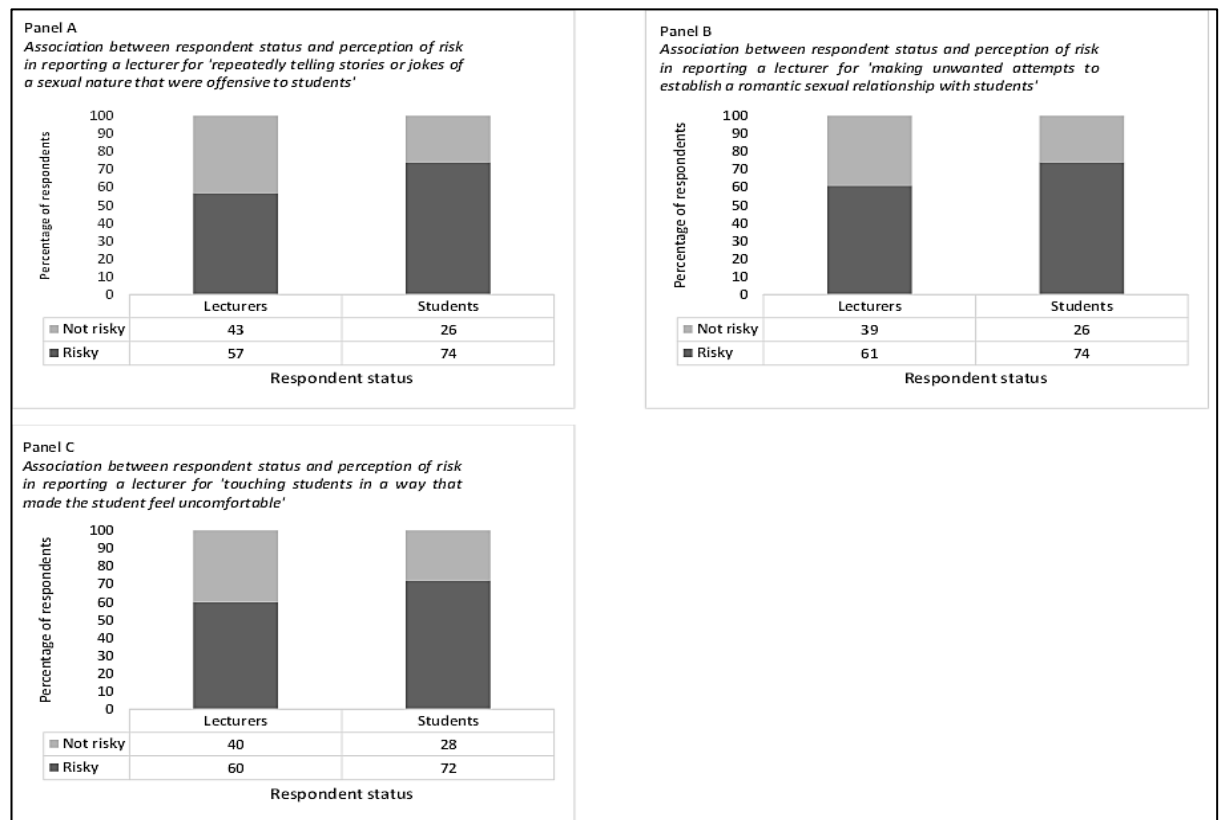 Panel A
Association between respondent status and perception of risk
in reporting a lecturer for 'repeatedly telling stories or jokes of
a sexual nature that were offensive to students'
Percentage of respondents
100
90
80
70
60
50
40
30
20
10
0
Lecturers Students
Not risky 43 26
Risky 57 74
Respondent status
Panel B
Association between respondent status and perception of risk
in reporting a lecturer for 'making unwanted attempts to
establish a romantic sexual relationship with students'
Percentage of respondents
100
90
80
70
60
50
40
30
20
10
0
Lecturers Students
Not risky 39 26
Risky 61 74
Respondent status
Panel C
Association between respondent status and perception of risk
in reporting a lecturer for 'touching students in a way that
made the student feel uncomfortable'
Percentage of respondents
100
90
80
70
60
50
40
30
20
10
0
Lecturers Students
Not risky 40 28
Risky 60 72
Respondent status